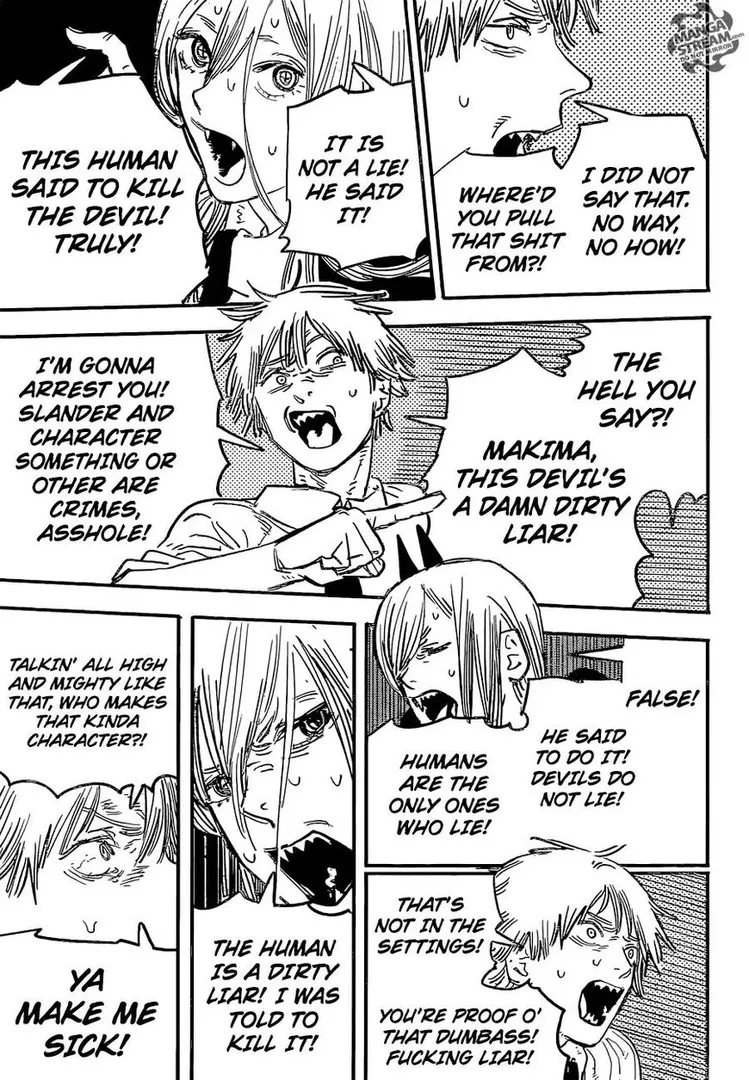 I DID NOT
SAY THAT.
NO WAY,
NO HOW!
WHERE'D
YOU PULL
THAT SHIT
FROM?!
IT IS
NOT A LIE!
HE SAID
IT!
THIS HUMAN
SAID TO KILL
THE DEVIL!
TRULY!
THE
HELL YOU
SAY?!
MAKIMA,
THIS DEVIL'S
A DAMN DIRTY
LIAR!
I'M GONNA
ARREST YOU!
SLANDER AND
CHARACTER
SOMETHING OR
OTHER ARE
CRIMES,
ASSHOLE!
FALSE!
HE SAID
TO DO IT!
DEVILS DO
NOT LIE!
HUMANS
ARE THE
ONLY ONES
WHO LIE!
THAT'S
NOT IN THE
SETTINGS!
YOU'RE PROOF O'
THAT DUMBASS!
FUCKING LIAR!
THE HUMAN
IS A DIRTY
LIAR! I WAS
TOLD TO
KILL IT!
TALKIN' ALL HIGH
AND MIGHTY LIKE
THAT, WHO MAKES
THAT KINDA
CHARACTER?!
YA
MAKE ME
SICK!
MANGA
STREAM.com